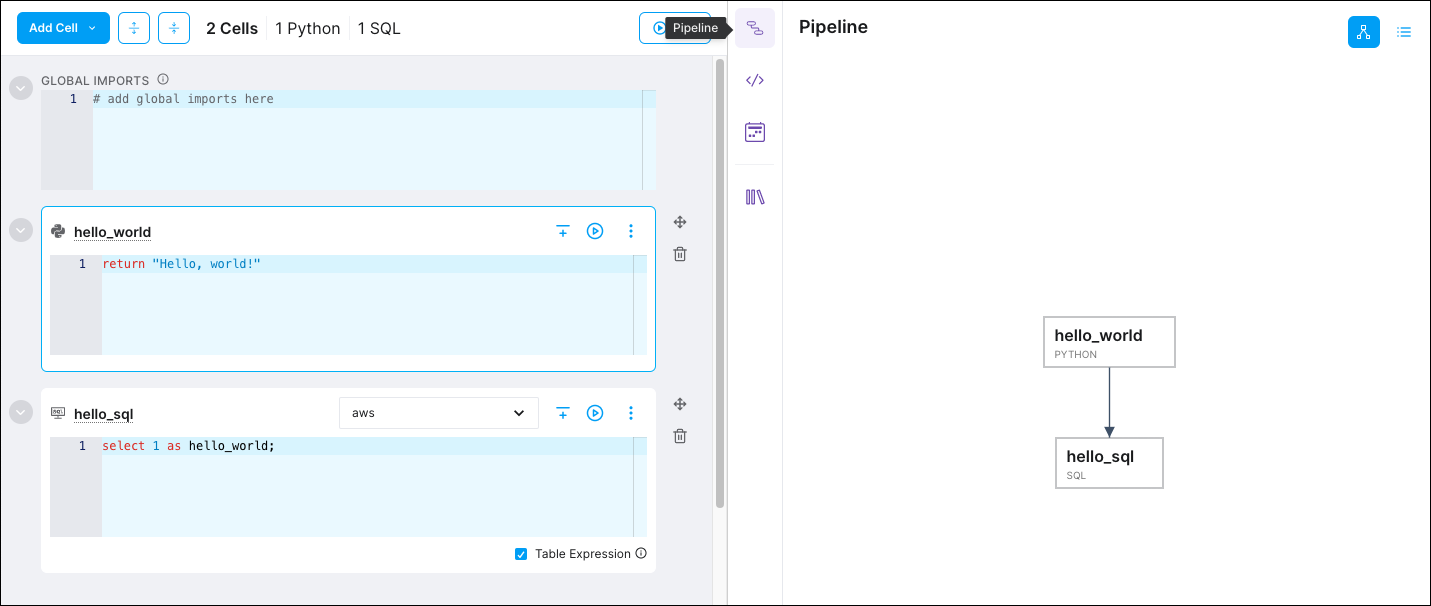 Add Cell
2 Cells
1 Python
1 SQL
Pipeline
Pipeline
GLOBAL IMPORTS
1 # add global imports here
hello_world
1 return "Hello, world!"
hello_sql
aws
1 select 1 as hello_world;
Table Expression
hello_world
PYTHON
hello_sql
SQL